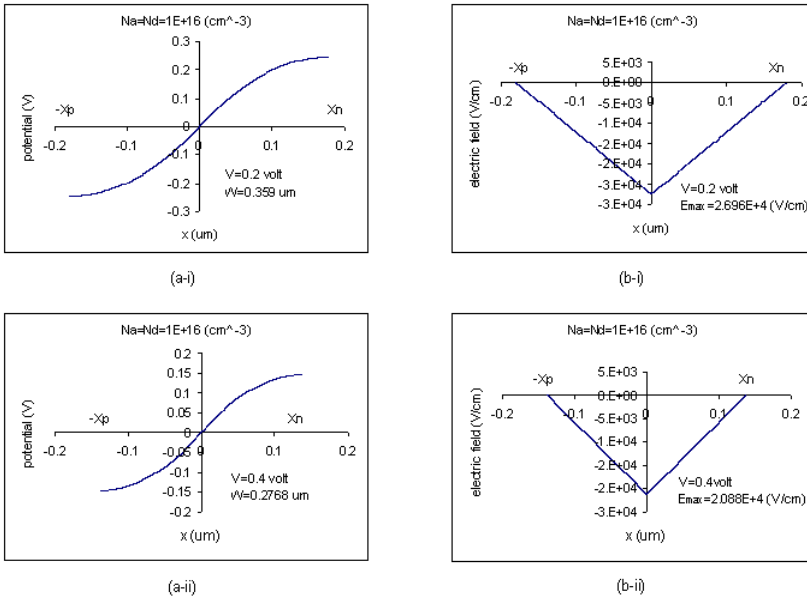 Na=Nd=1E+16 (cm^-3)
0.3
0.2
0.1
0
-0.1
-0.2
-0.3
-0.2
-0.1
0
0.1
0.2
-Xp
Xn
potential (V)
x (um)
V=0.2 volt
W=0.359 um
(a-i)
Na=Nd=1E+16 (cm^-3)
5.E+03
0.E+00
-5.E+03
-1.E+04
-2.E+04
-2.E+04
-3.E+04
-3.E+04
-0.2
-0.1
0
0.1
0.2
-Xp
Xn
electric field (V/cm)
x (um)
V=0.2 volt
Emax=2.696E+4 (V/cm)
(b-i)
Na=Nd=1E+16 (cm^-3)
0.2
0.15
0.1
0.05
0
-0.05
-0.1
-0.15
-0.2
-0.2
-0.1
0
0.1
0.2
-Xp
Xn
potential (V)
x (um)
V=0.4 volt
W=0.2768 um
(a-ii)
Na=Nd=1E+16 (cm^-3)
5.E+03
0.E+00
-5.E+03
-1.E+04
-2.E+04
-2.E+04
-3.E+04
-0.2
-0.1
0
0.1
0.2
-Xp
Xn
electric field (V/cm)
x (um)
V=0.4volt
Emax=2.088E+4 (V/cm)
(b-ii)